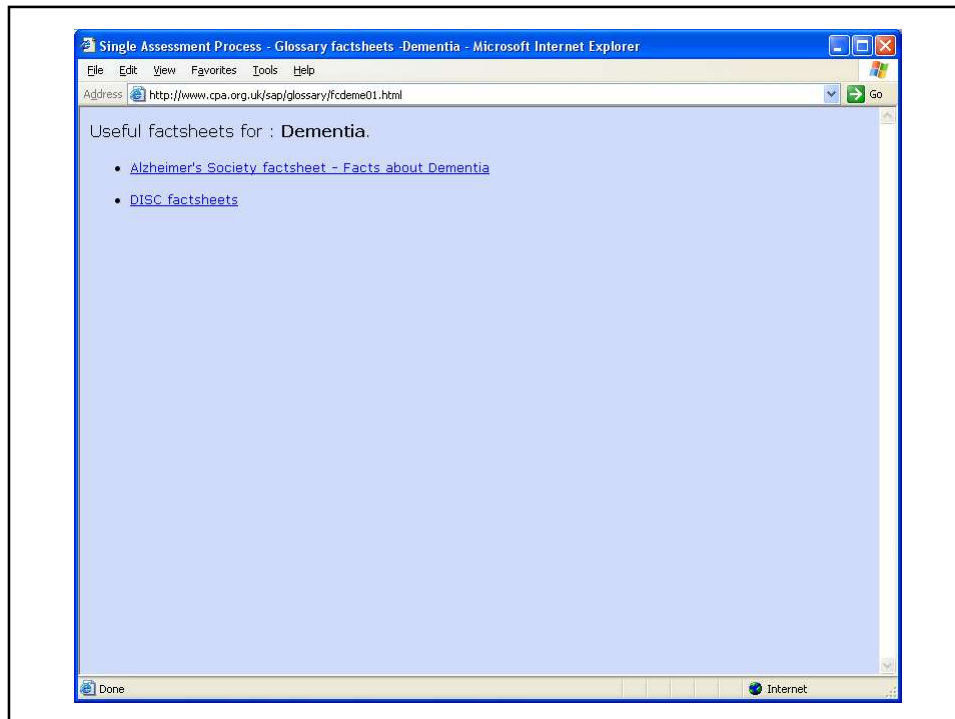 Single Assessment Process - Glossary factsheets -Dementia - Microsoft Internet Explorer
File Edit View Favorites Tools Help
Address http://www.cpa.org.uk/sap/glossary/fcdeme01.html Go
Useful factsheets for : Dementia.
• Alzheimer's Society factsheet – Facts about Dementia
• DISC factsheets
Done Internet